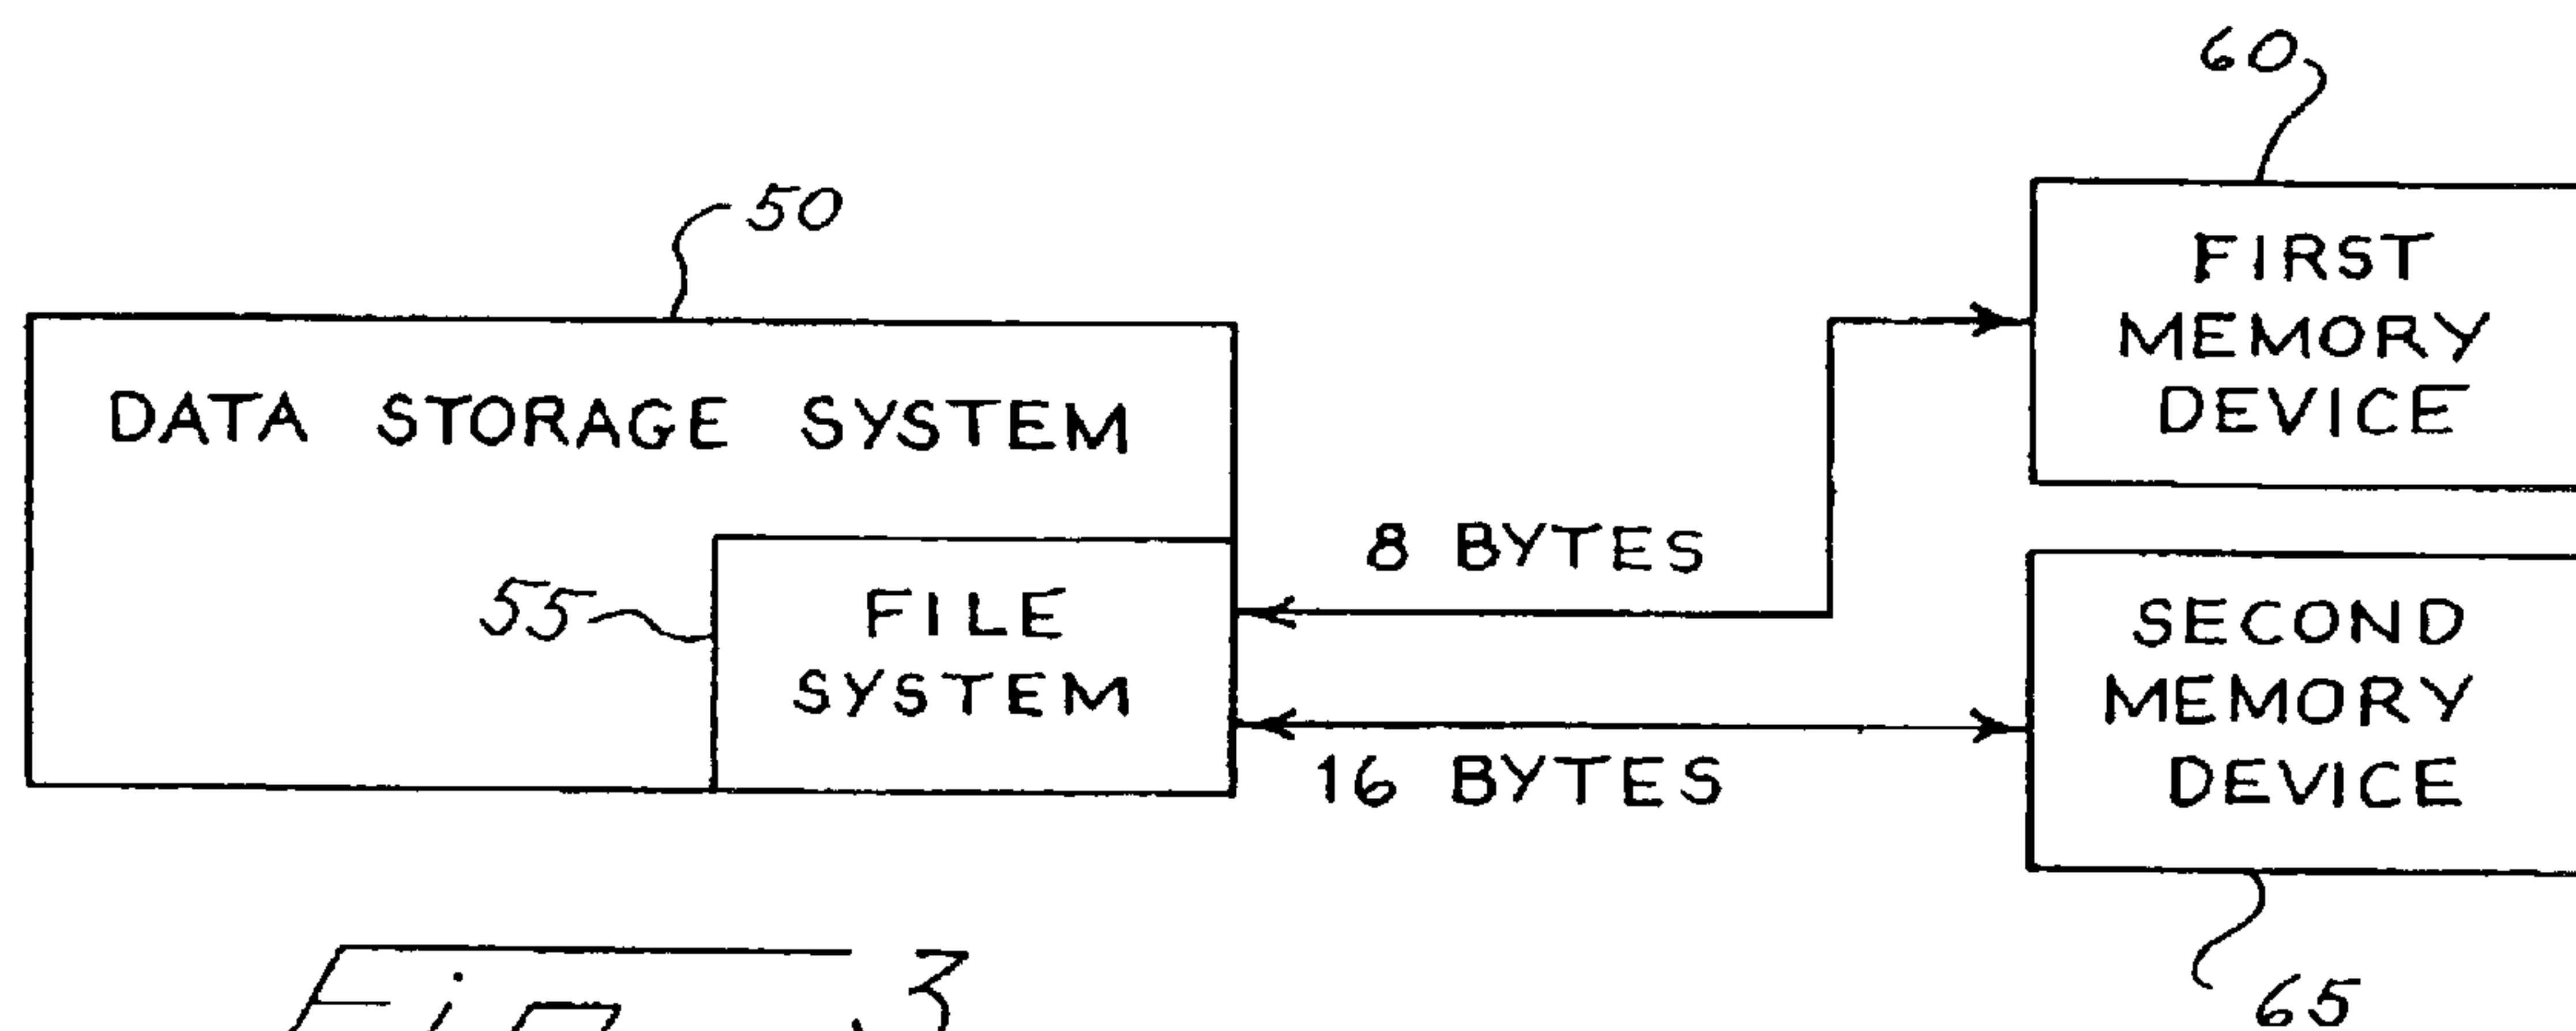 60
50
FIRST
MEMORY
DEVICE
DATA STORAGE SYSTEM
8 BYTES
55
FILE
SYSTEM
SECOND
MEMORY
DEVICE
16 BYTES
65
Fig. 3